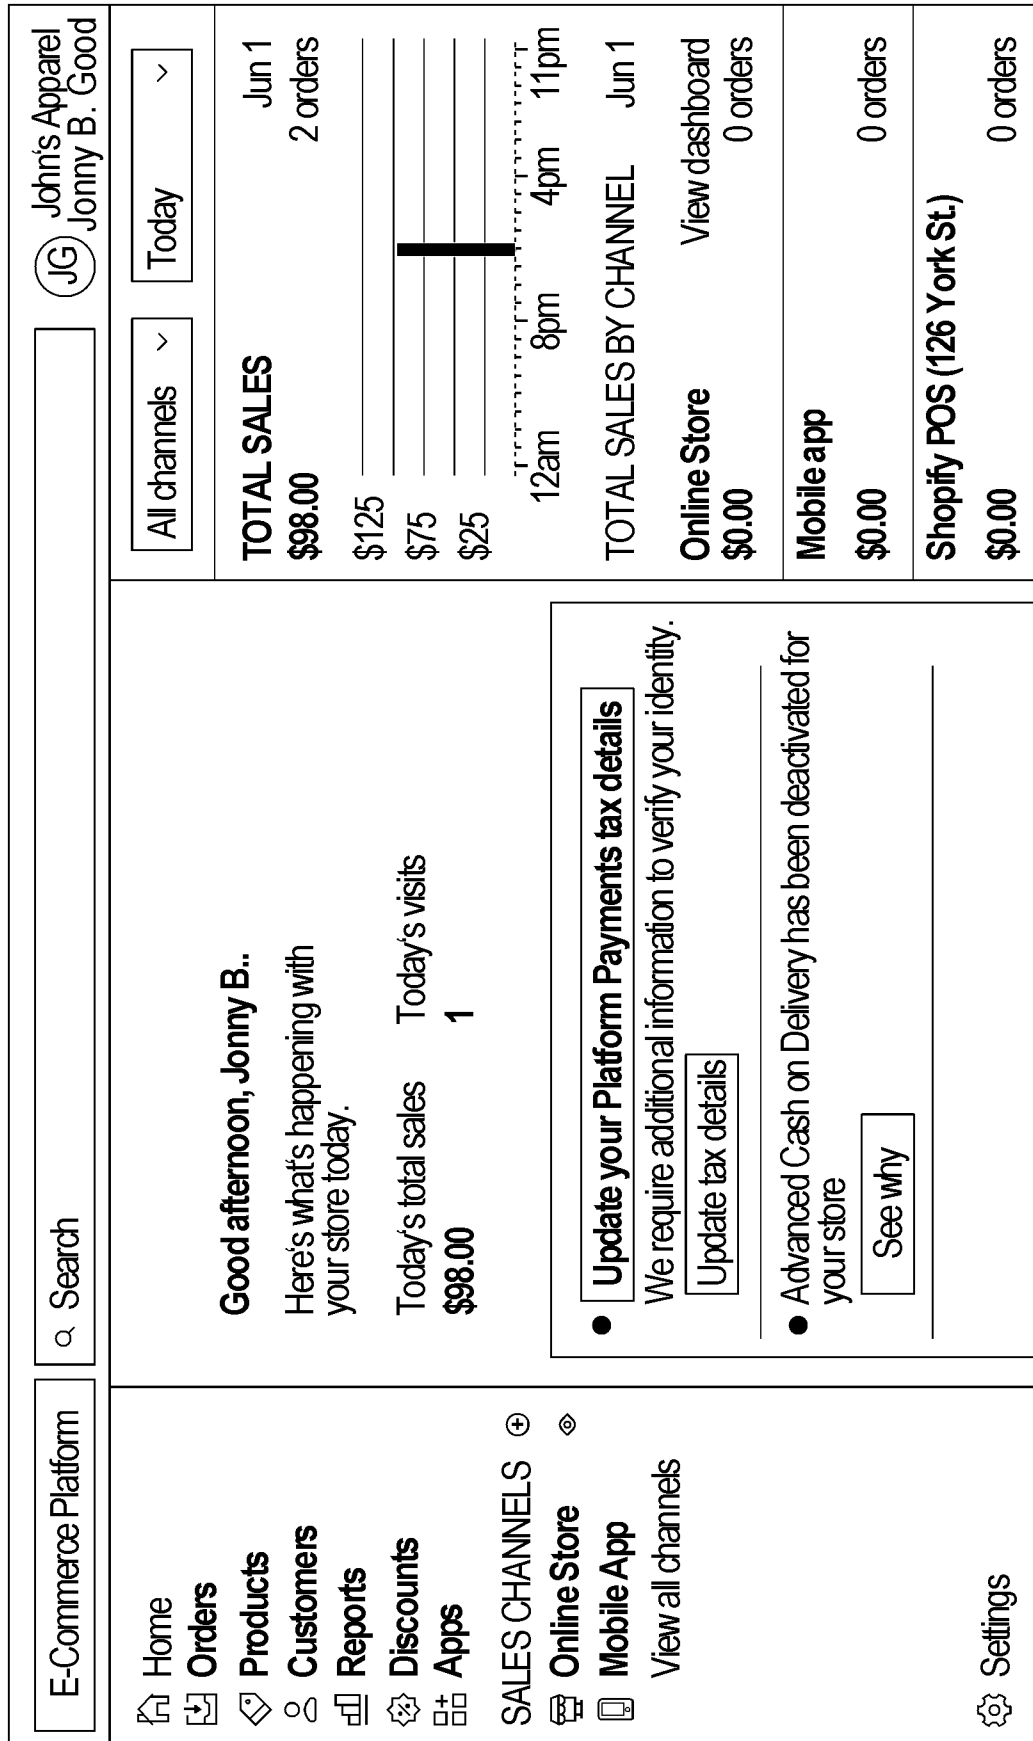 E-Commerce Platform
Search
JG
John's Apparel
Jonny B. Good
Home
Orders
Products
Customers
Reports
Discounts
Apps
SALES CHANNELS
Online Store
Mobile App
View all channels
Settings
Good afternoon, Jonny B..
Here's what's happening with
your store today.
Today's total sales Today's visits
$98.00 1
Update your Platform Payments tax details
We require additional information to verify your identity.
Update tax details
Advanced Cash on Delivery has been deactivated for
your store
See why
All channels Today
TOTAL SALES Jun 1
$98.00 2 orders
$125
$75
$25
12am 8pm 4pm 11pm
TOTAL SALES BY CHANNEL Jun 1
Online Store View dashboard
$0.00 0 orders
Mobile app
$0.00 0 orders
Shopify POS (126 York St.)
$0.00 0 orders